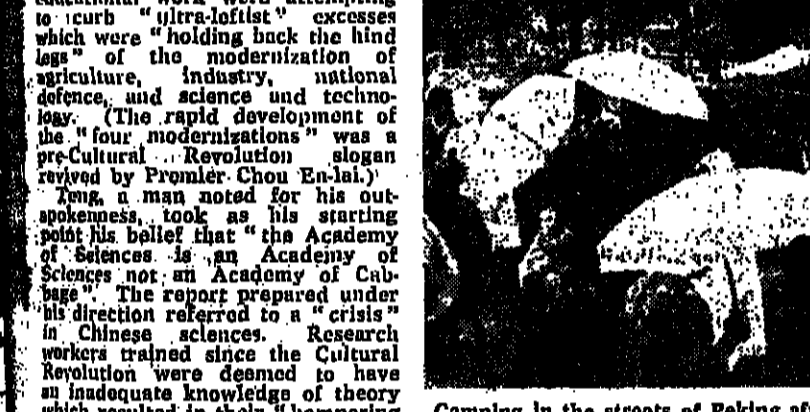 to curb "ultra-leftist" excesses
which were "holding back the hind
legs" of the modernization of
agriculture, industry, national
defence, and science and techno-
logy. (The rapid development of
the "four modernizations" was a
pre-Cultural Revolution slogan
revived by Premier Chou En-lai.)
Teng, a man noted for his out-
spokenness, took as his starting
point his belief that "the Academy
of Sciences is an Academy of
Sciences not an Academy of Cab-
bage". The report prepared under
his direction referred to a "crisis"
in Chinese sciences. Research
workers trained since the Cultural
Revolution were deemed to have
an inadequate knowledge of theory
which resulted in their "hampering
Camping in the streets of Peking